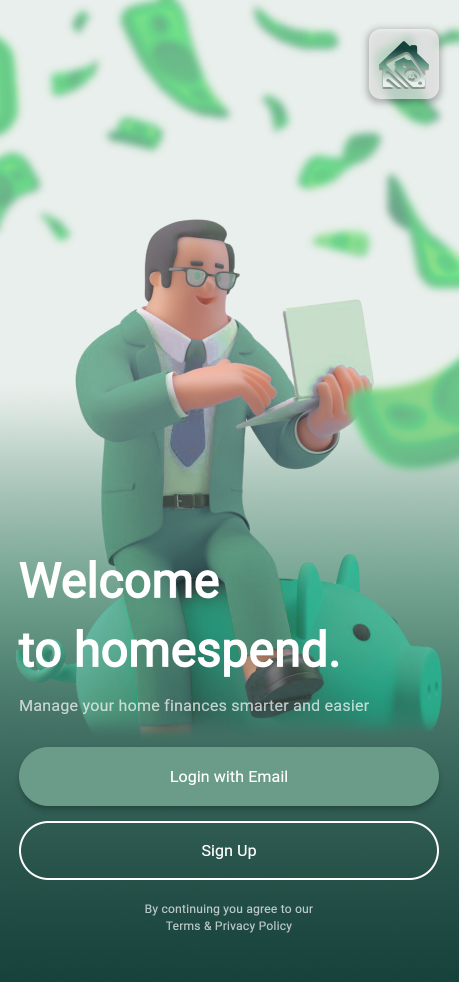 Welcome
to homespend.
Manage your home finances smarter and easier
Login with Email
Sign Up
By continuing you agree to our
Terms & Privacy Policy